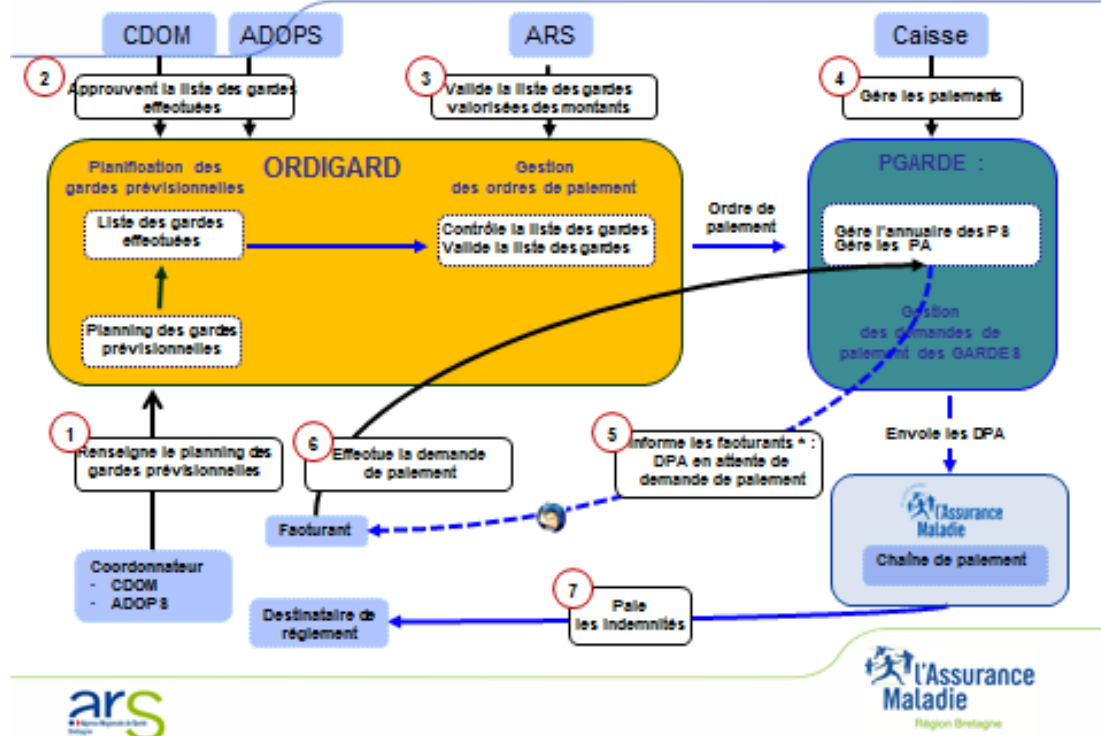 CDOM
ADOPS
ARS
Caisse
2
Approuvent la liste des gardes
effectuées
3
Valide la liste des gardes
valorisées des montants
4
Gère les paiements
Planification des
gardes prévisionnelles
ORDIGARD
Gestion
des ordres de paiement
PGARDE :
Liste des gardes
effectuées
Contrôle la liste des gardes
Valide la liste des gardes
Ordre de
paiement
Gère l'annuaire des PS
Gère les PA
Planning des gardes
prévisionnelles
Gestion
des demandes de
paiement des GARDES
1
Renseigne le planning des
gardes prévisionnelles
6
Effectue la demande
de paiement
5
Informe les facturants * :
DPA en attente de
demande de paiement
Envoie les DPA
Facturant
l'Assurance
Maladie
Chaîne de paiement
Coordonnateur
- CDOM
- ADOPS
7
Paie
les indemnités
Destinataire de
règlement
ars
Agence Régionale de Santé
Bretagne
l'Assurance
Maladie
Région Bretagne